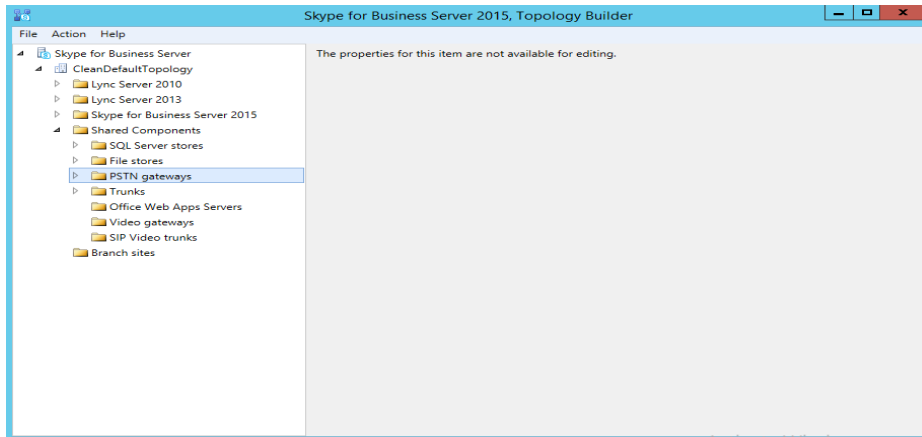 Skype for Business Server 2015, Topology Builder
File Action Help
Skype for Business Server
CleanDefaultTopology
Lync Server 2010
Lync Server 2013
Skype for Business Server 2015
Shared Components
SQL Server stores
File stores
PSTN gateways
Trunks
Office Web Apps Servers
Video gateways
SIP Video trunks
Branch sites
The properties for this item are not available for editing.